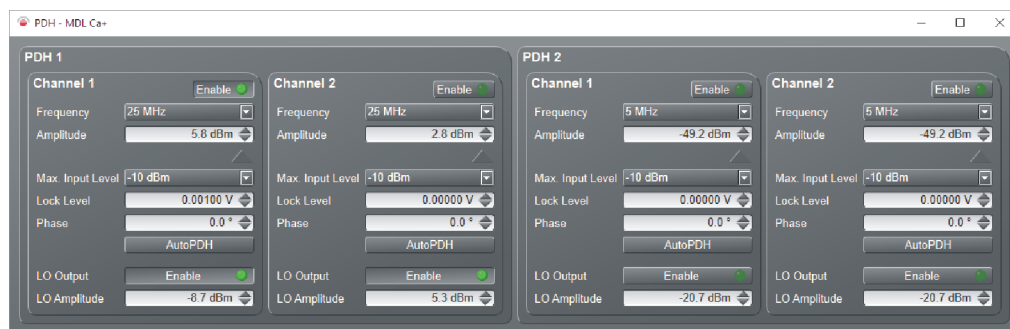 PDH - MDL Ca+
PDH 1
Channel 1 Enable
Frequency 25 MHz
Amplitude 5.8 dBm
Max. Input Level -10 dBm
Lock Level 0.00100 V
Phase 0.0 °
AutoPDH
LO Output Enable
LO Amplitude -8.7 dBm
Channel 2 Enable
Frequency 25 MHz
Amplitude 2.8 dBm
Max. Input Level -10 dBm
Lock Level 0.00000 V
Phase 0.0 °
AutoPDH
LO Output Enable
LO Amplitude 5.3 dBm
PDH 2
Channel 1 Enable
Frequency 5 MHz
Amplitude -49.2 dBm
Max. Input Level -10 dBm
Lock Level 0.00000 V
Phase 0.0 °
AutoPDH
LO Output Enable
LO Amplitude -20.7 dBm
Channel 2 Enable
Frequency 5 MHz
Amplitude -49.2 dBm
Max. Input Level -10 dBm
Lock Level 0.00000 V
Phase 0.0 °
AutoPDH
LO Output Enable
LO Amplitude -20.7 dBm